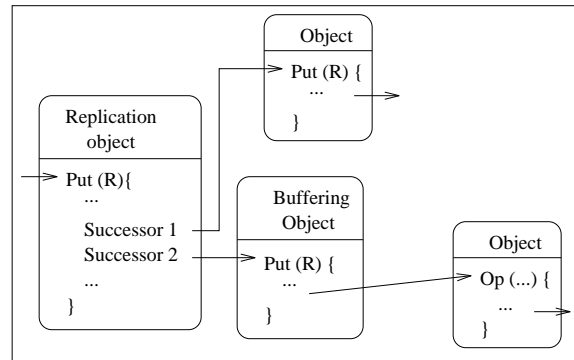 Replication
object
Put (R){
...
Successor 1
Successor 2
...
}
Object
Put (R) {
...
}
Buffering
Object
Put (R) {
...
}
Object
Op (...) {
...
}